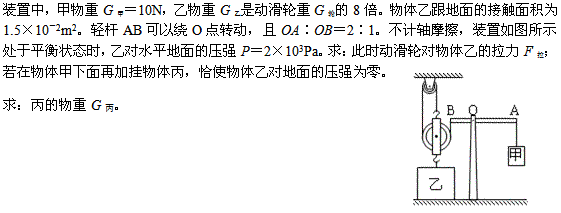 装置中，甲物重 G甲＝10N，乙物重 G乙是动滑轮重 G轮的 8 倍。物体乙跟地面的接触面积为
1.5×10⁻²m²。轻杆 AB 可以绕 O 点转动，且 OA∶OB＝2∶1。不计轴摩擦，装置如图所示
处于平衡状态时，乙对水平地面的压强 P＝2×10³Pa。求：此时动滑轮对物体乙的拉力 F拉；
若在物体甲下面再加挂物体丙，恰使物体乙对地面的压强为零。
求：丙的物重 G丙。
B O A
甲
乙